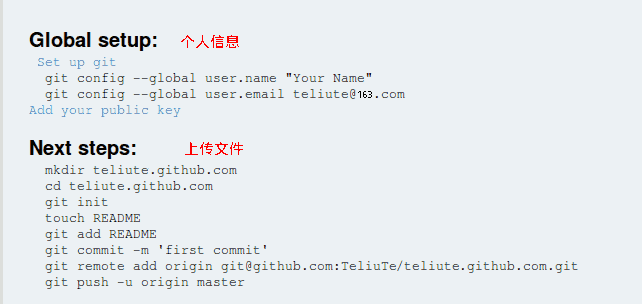 Global setup: 个人信息
Set up git
git config --global user.name "Your Name"
git config --global user.email teliute@163.com
Add your public key
Next steps: 上传文件
mkdir teliute.github.com
cd teliute.github.com
git init
touch README
git add README
git commit -m 'first commit'
git remote add origin git@github.com:TeliuTe/teliute.github.com.git
git push -u origin master